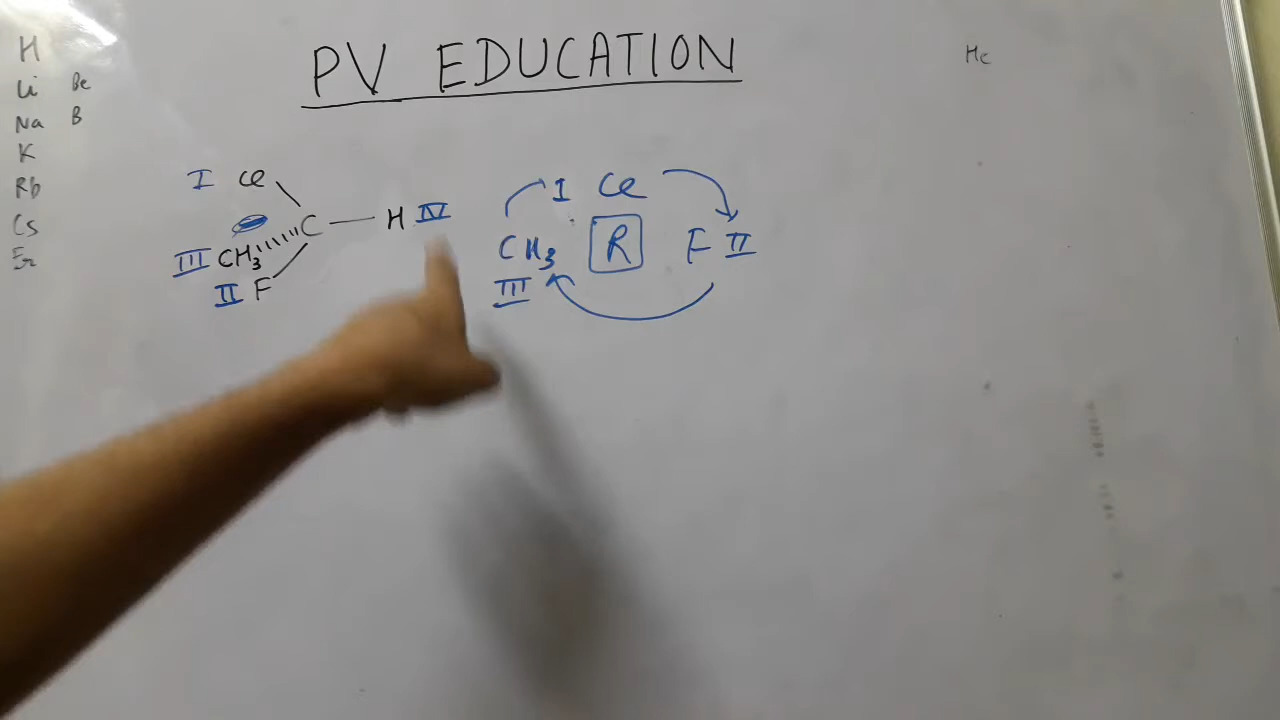 PV EDUCATION
H
Li Be
Na B
K
Rb
Cs
Fr
He
I Cl
C — H IV
III CH₃
II F
I Cl
CH₃ R F II
III